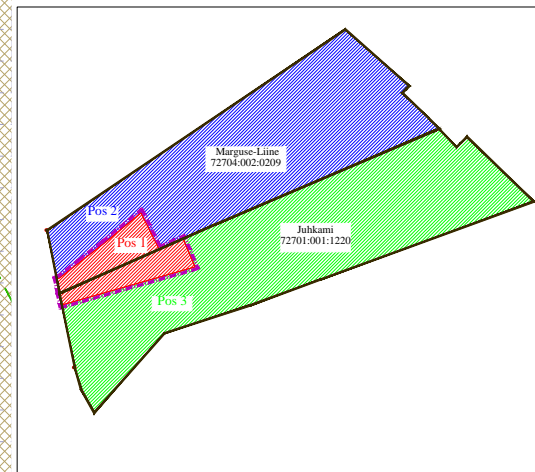 Marguse-Liine
72704:002:0209
Pos 2
Pos 1
Juhkami
72701:001:1220
Pos 3